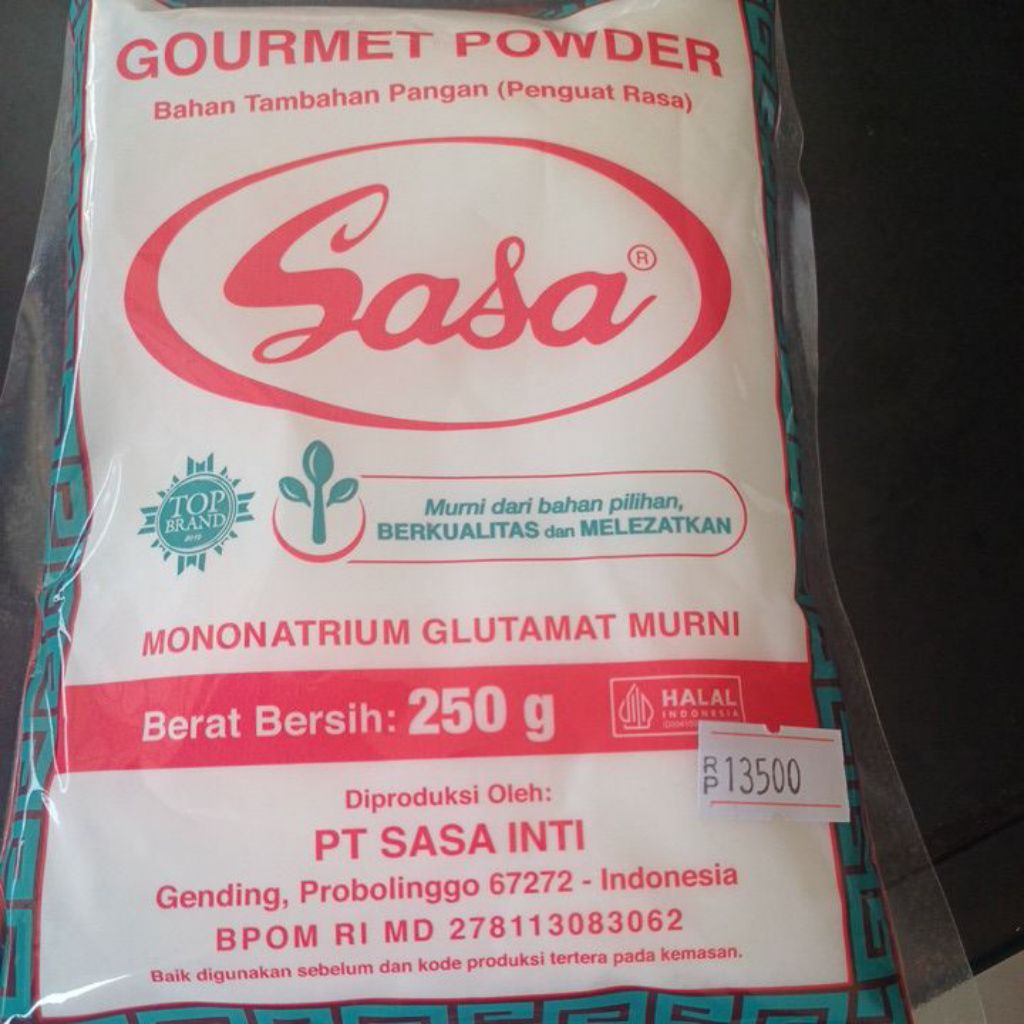 GOURMET POWDER
Bahan Tambahan Pangan (Penguat Rasa)
Sasa®
TOP
BRAND
Murni dari bahan pilihan,
BERKUALITAS dan MELEZATKAN
MONONATRIUM GLUTAMAT MURNI
Berat Bersih: 250 g
HALAL
INDONESIA
RP 13500
Diproduksi Oleh:
PT SASA INTI
Gending, Probolinggo 67272 - Indonesia
BPOM RI MD 278113083062
Baik digunakan sebelum dan kode produksi tertera pada kemasan.